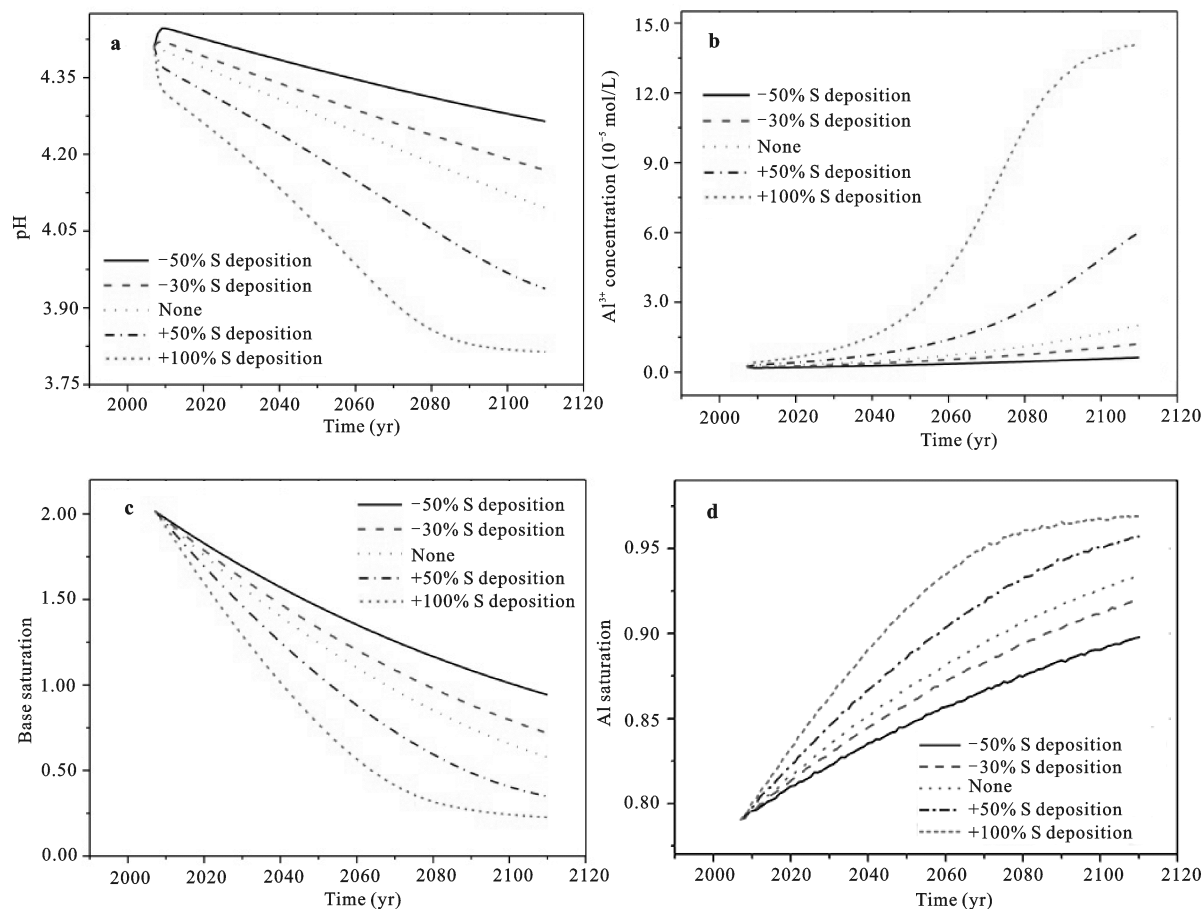 a
pH
4.35
4.20
4.05
3.90
3.75
−50% S deposition
−30% S deposition
None
+50% S deposition
+100% S deposition
2000 2020 2040 2060 2080 2100 2120
Time (yr)
b
Al³⁺ concentration (10⁻⁵ mol/L)
15.0
12.0
9.0
6.0
3.0
0.0
−50% S deposition
−30% S deposition
None
+50% S deposition
+100% S deposition
2000 2020 2040 2060 2080 2100 2120
Time (yr)
c
Base saturation
2.00
1.50
1.00
0.50
0.00
−50% S deposition
−30% S deposition
None
+50% S deposition
+100% S deposition
2000 2020 2040 2060 2080 2100 2120
Time (yr)
d
Al saturation
0.95
0.90
0.85
0.80
−50% S deposition
−30% S deposition
None
+50% S deposition
+100% S deposition
2000 2020 2040 2060 2080 2100 2120
Time (yr)